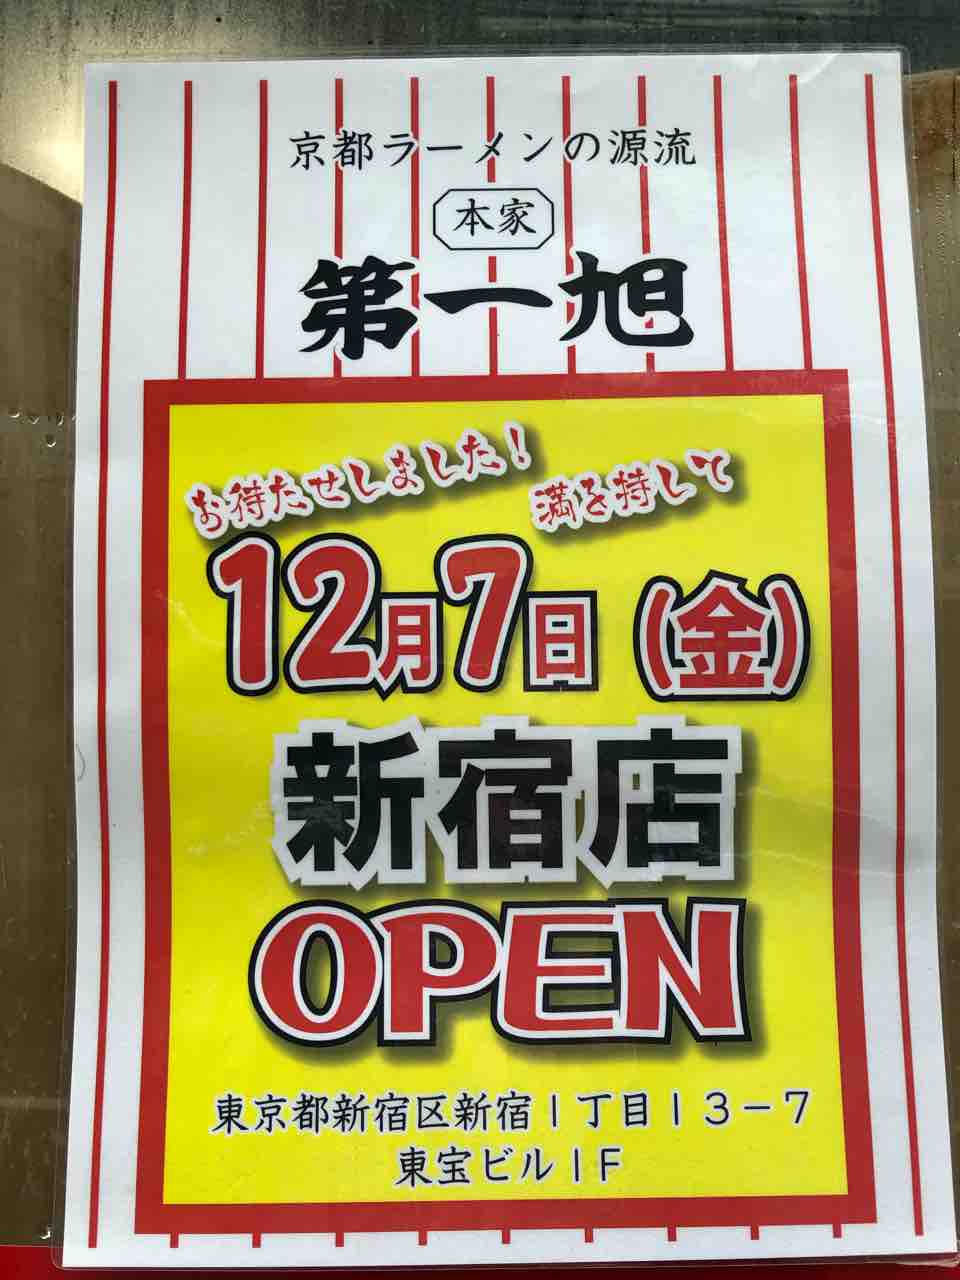 京都ラーメンの源流
本家
第一旭
お待たせしました！
満を持して
12月7日（金）
新宿店
OPEN
東京都新宿区新宿1丁目13-7
東宝ビル1F